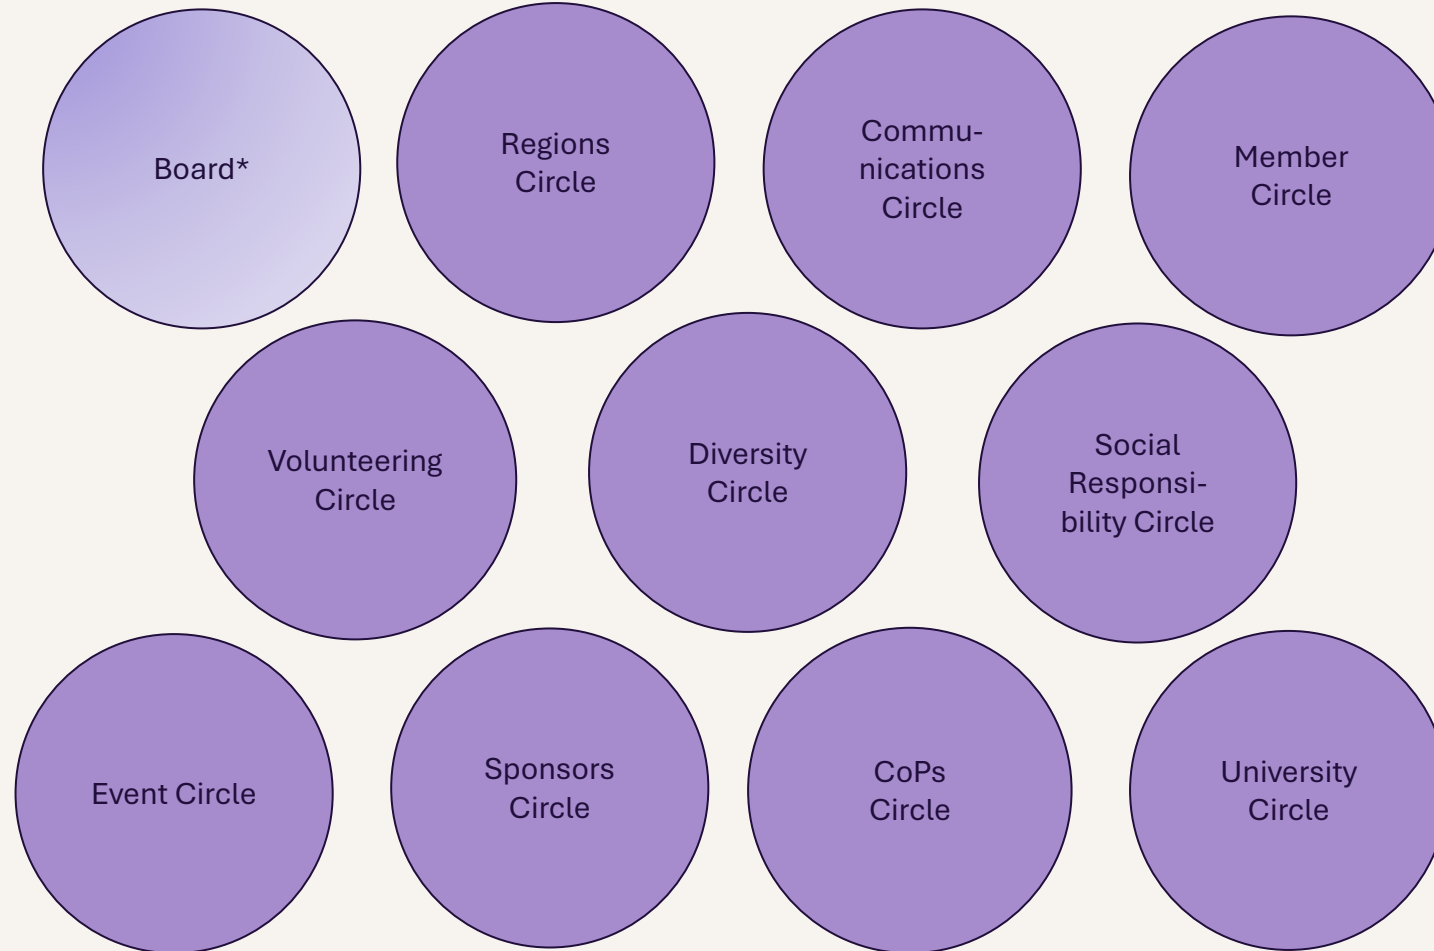 Board*
Regions
Circle
Commu-
nications
Circle
Member
Circle
Volunteering
Circle
Diversity
Circle
Social
Responsi-
bility Circle
Event Circle
Sponsors
Circle
CoPs
Circle
University
Circle